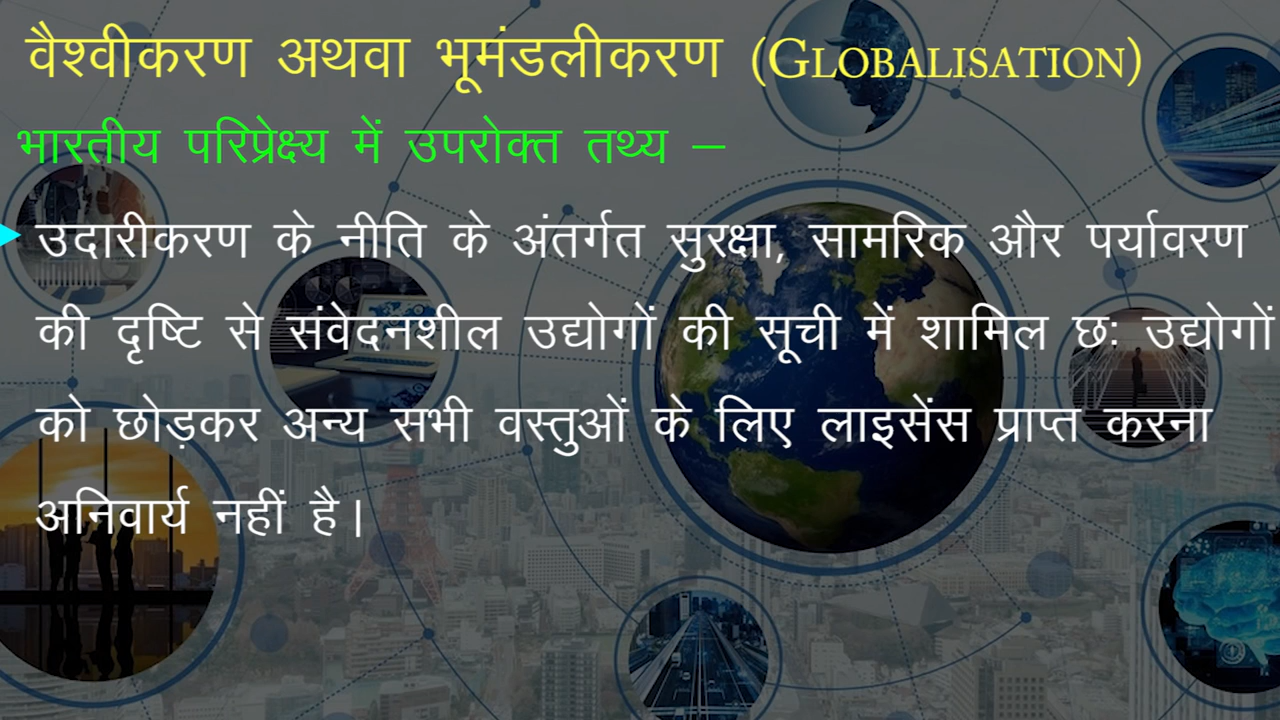 वैश्वीकरण अथवा भूमंडलीकरण (GLOBALISATION)
भारतीय परिप्रेक्ष्य में उपरोक्त तथ्य –
उदारीकरण के नीति के अंतर्गत सुरक्षा, सामरिक और पर्यावरण
की दृष्टि से संवेदनशील उद्योगों की सूची में शामिल छः उद्योगों
को छोड़कर अन्य सभी वस्तुओं के लिए लाइसेंस प्राप्त करना
अनिवार्य नहीं है।